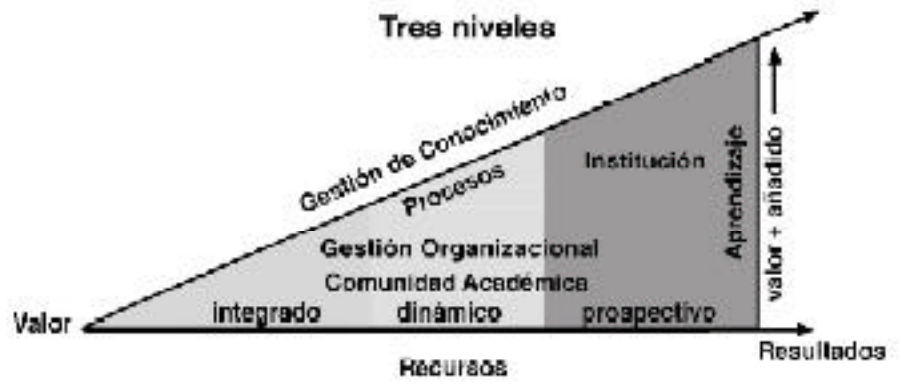 Tres niveles
Gestión de Conocimiento
Procesos
Institución
Aprendizaje
valor + añadido
Gestión Organizacional
Comunidad Académica
integrado dinámico prospectivo
Valor
Resultados
Recursos